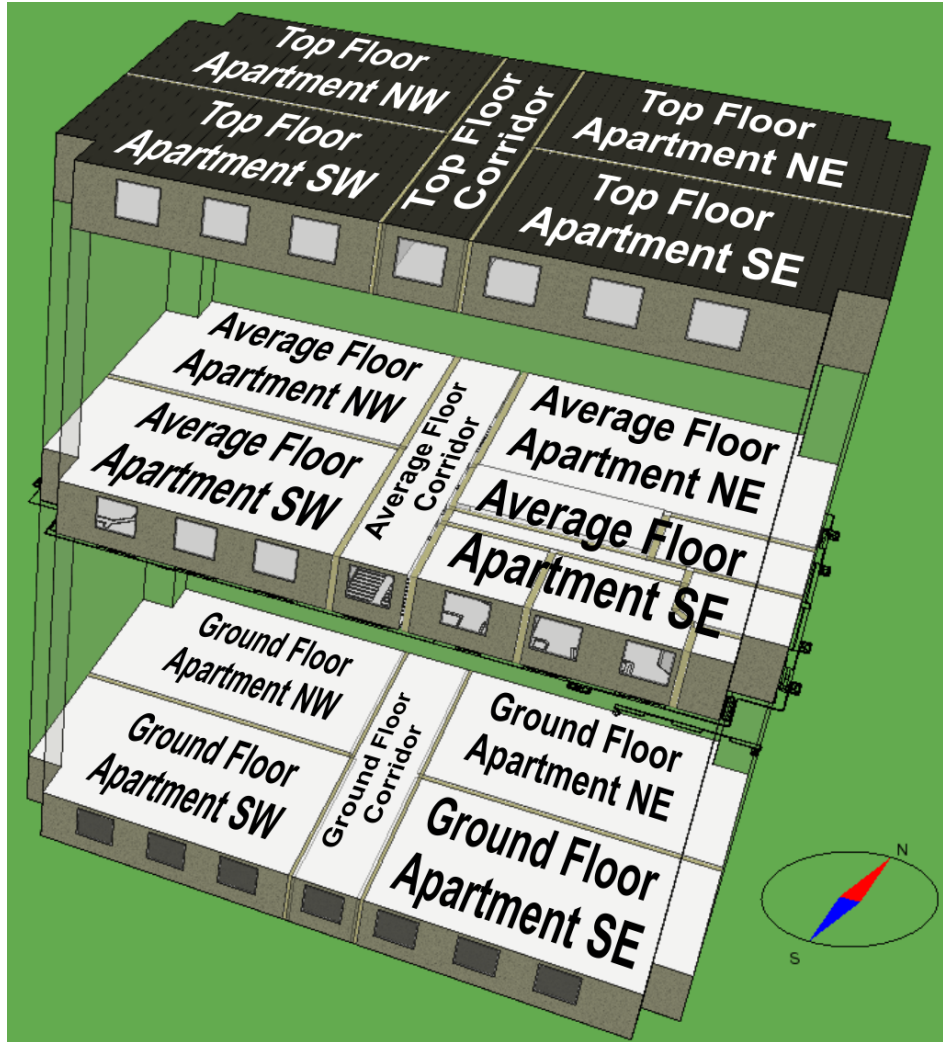 Top Floor
Apartment NW
Top Floor
Apartment SW
Top Floor
Corridor
Top Floor
Apartment NE
Top Floor
Apartment SE
Average Floor
Apartment NW
Average Floor
Apartment SW
Average Floor
Corridor
Average Floor
Apartment NE
Average Floor
Apartment SE
Ground Floor
Apartment NW
Ground Floor
Apartment SW
Ground Floor
Corridor
Ground Floor
Apartment NE
Ground Floor
Apartment SE
N
S